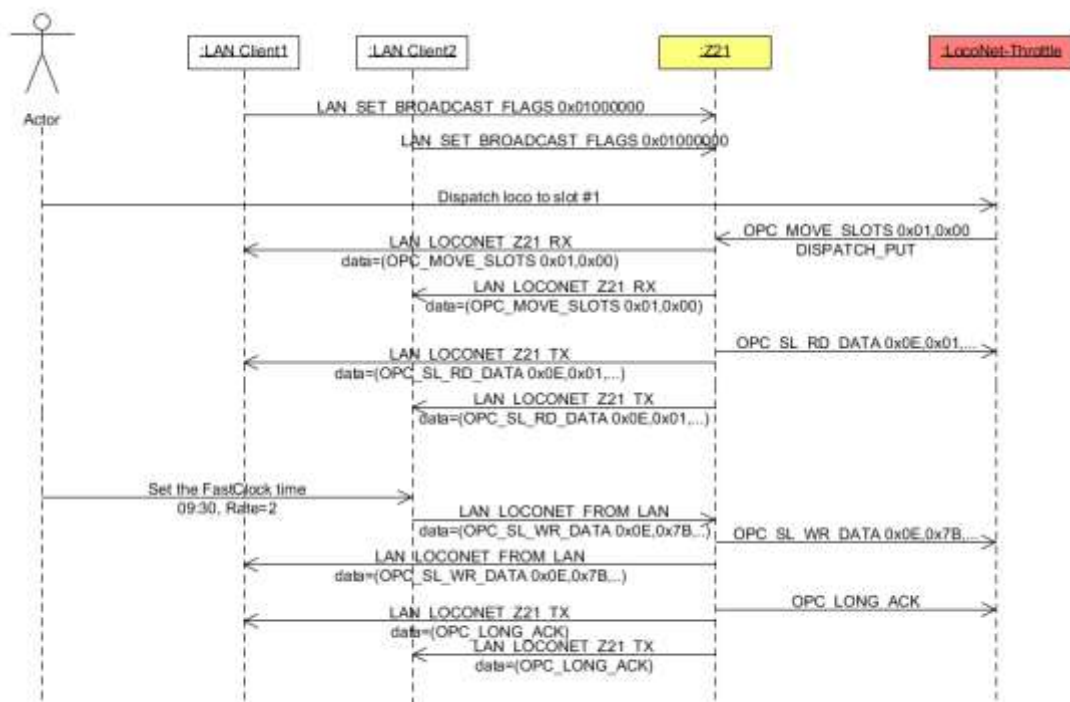 :LAN Client1
:LAN Client2
:Z21
:LocoNet-Throttle
Actor
LAN_SET_BROADCAST_FLAGS 0x01000000
LAN_SET_BROADCAST_FLAGS 0x01000000
Dispatch loco to slot #1
OPC_MOVE_SLOTS 0x01,0x00
DISPATCH_PUT
LAN_LOCONET_Z21_RX
data=(OPC_MOVE_SLOTS 0x01,0x00)
LAN_LOCONET_Z21_RX
data=(OPC_MOVE_SLOTS 0x01,0x00)
OPC_SL_RD_DATA 0x0E,0x01,...
LAN_LOCONET_Z21_TX
data=(OPC_SL_RD_DATA 0x0E,0x01,...)
LAN_LOCONET_Z21_TX
data=(OPC_SL_RD_DATA 0x0E,0x01,...)
Set the FastClock time
09:30, Rate=2
LAN_LOCONET_FROM_LAN
data=(OPC_SL_WR_DATA 0x0E,0x7B,...)
OPC_SL_WR_DATA 0x0E,0x7B,...
LAN_LOCONET_FROM_LAN
data=(OPC_SL_WR_DATA 0x0E,0x7B,...)
OPC_LONG_ACK
LAN_LOCONET_Z21_TX
data=(OPC_LONG_ACK)
LAN_LOCONET_Z21_TX
data=(OPC_LONG_ACK)